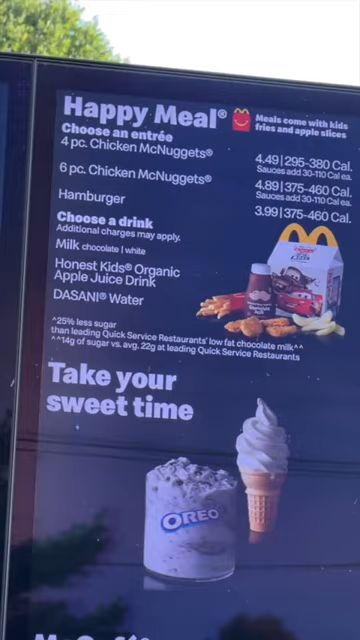 Happy Meal®
Meals come with kids
fries and apple slices
Choose an entrée
4 pc. Chicken McNuggets®
4.49|295-380 Cal.
Sauces add 30-110 Cal ea.
6 pc. Chicken McNuggets®
4.89|375-460 Cal.
Sauces add 30-110 Cal ea.
Hamburger
3.99|375-460 Cal.
Choose a drink
Additional charges may apply.
Milk chocolate | white
Honest Kids® Organic
Apple Juice Drink
DASANI® Water
^25% less sugar
than leading Quick Service Restaurants' low fat chocolate milk^^
^^14g of sugar vs. avg. 22g at leading Quick Service Restaurants
Take your
sweet time
OREO